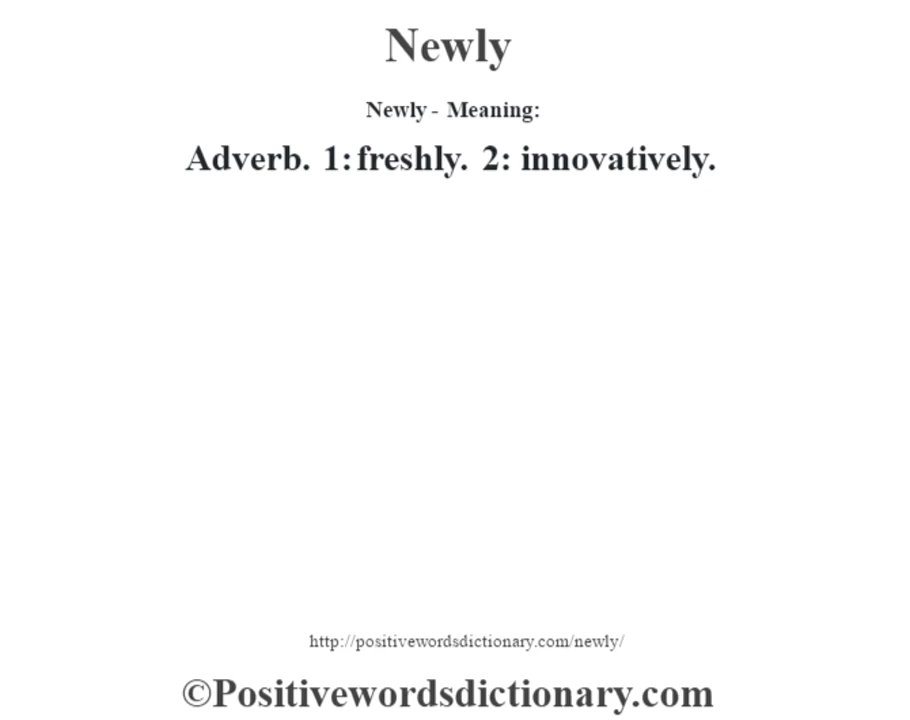 Newly
Newly - Meaning:
Adverb. 1: freshly. 2: innovatively.
http://positivewordsdictionary.com/newly/
©Positivewordsdictionary.com